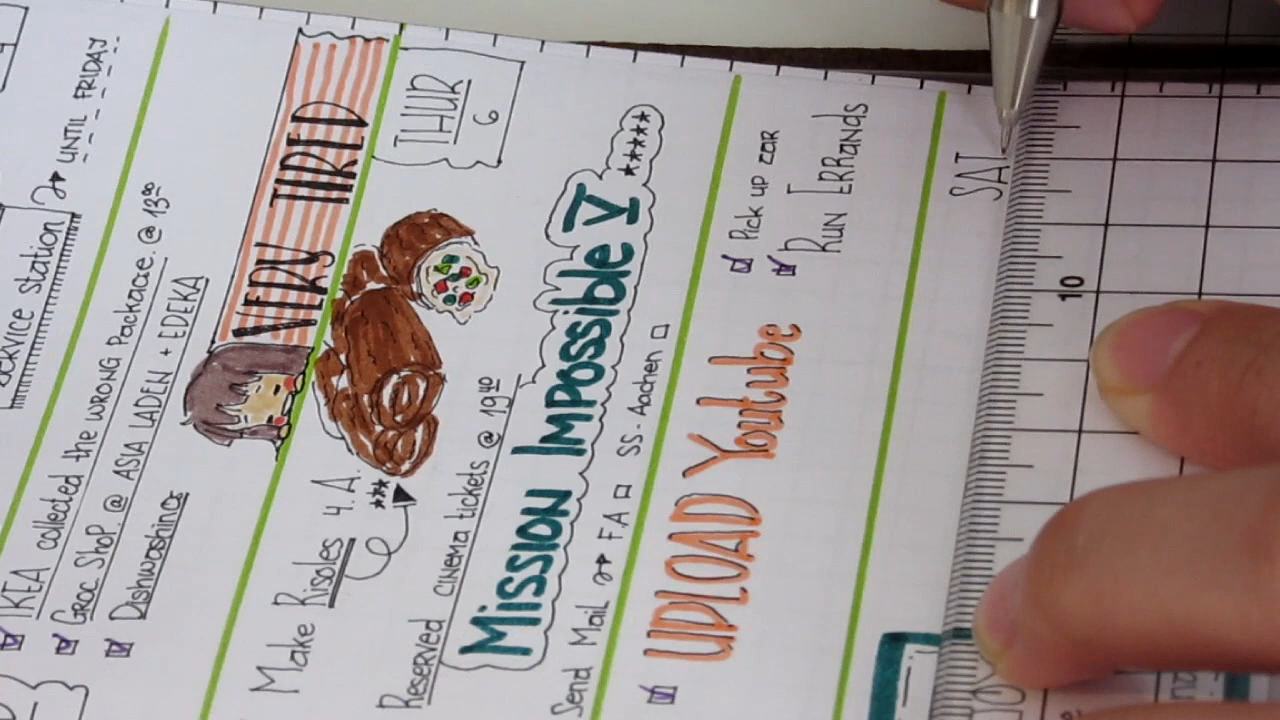 Service station UNTIL FRIDAY
IKEA collected the WRONG Package. @ 13⁰⁰
GROC. SHOP. @ ASIA LADEN + EDEKA
Dishwashing
VERY TIRED
THUR
6
Make Risoles 4. A.
RESERVED cinema tickets @ 19⁴⁰
MISSION IMPOSSIBLE V
Send Mail FA SS. Aachen
UPLOAD Youtube
Pick up car
RUN ERRANDS
SAT
10